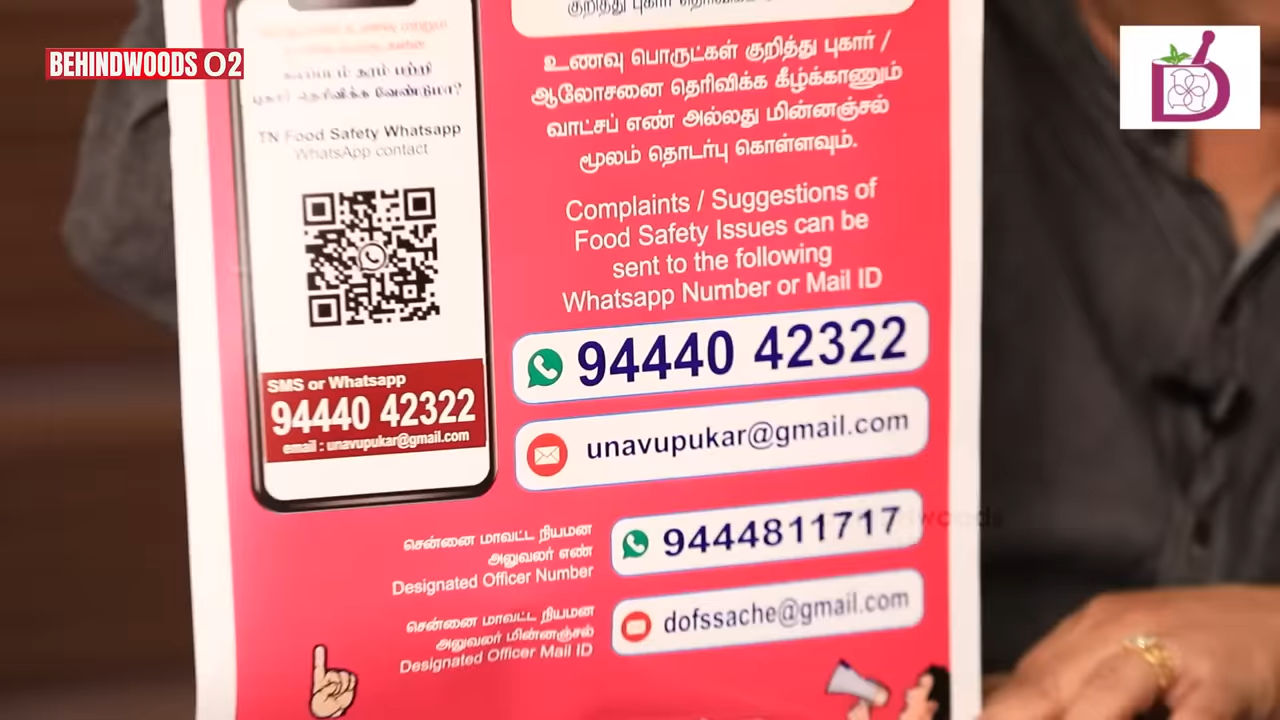 BEHINDWOODS O2
புகார் தெரிவிக்க வேண்டுமா?
TN Food Safety Whatsapp
WhatsApp contact
SMS or Whatsapp
94440 42322
email : unavupukar@gmail.com
குறித்து புகார்
உணவு பொருட்கள் குறித்து புகார் /
ஆலோசனை தெரிவிக்க கீழ்க்காணும்
வாட்சப் எண் அல்லது மின்னஞ்சல்
மூலம் தொடர்பு கொள்ளவும்.
Complaints / Suggestions of
Food Safety Issues can be
sent to the following
Whatsapp Number or Mail ID
94440 42322
unavupukar@gmail.com
சென்னை மாவட்ட நியமன
அலுவலர் எண்
Designated Officer Number
9444811717
சென்னை மாவட்ட நியமன
அலுவலர் மின்னஞ்சல்
Designated Officer Mail ID
dofssache@gmail.com